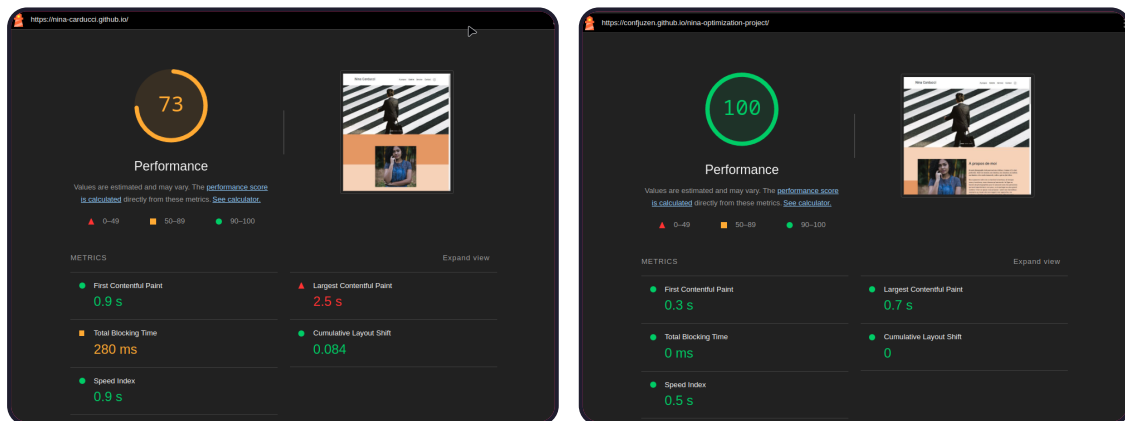 https://nina-carducci.github.io/
73
Performance
Values are estimated and may vary. The performance score
is calculated directly from these metrics. See calculator.
0–49
50–89
90–100
METRICS
Expand view
First Contentful Paint
0.9 s
Largest Contentful Paint
2.5 s
Total Blocking Time
280 ms
Cumulative Layout Shift
0.084
Speed Index
0.9 s
https://confjuzen.github.io/nina-optimization-project/
100
A propos de moi
Performance
Values are estimated and may vary. The performance score
is calculated directly from these metrics. See calculator.
0–49
50–89
90–100
METRICS
Expand view
First Contentful Paint
0.3 s
Largest Contentful Paint
0.7 s
Total Blocking Time
0 ms
Cumulative Layout Shift
0
Speed Index
0.5 s